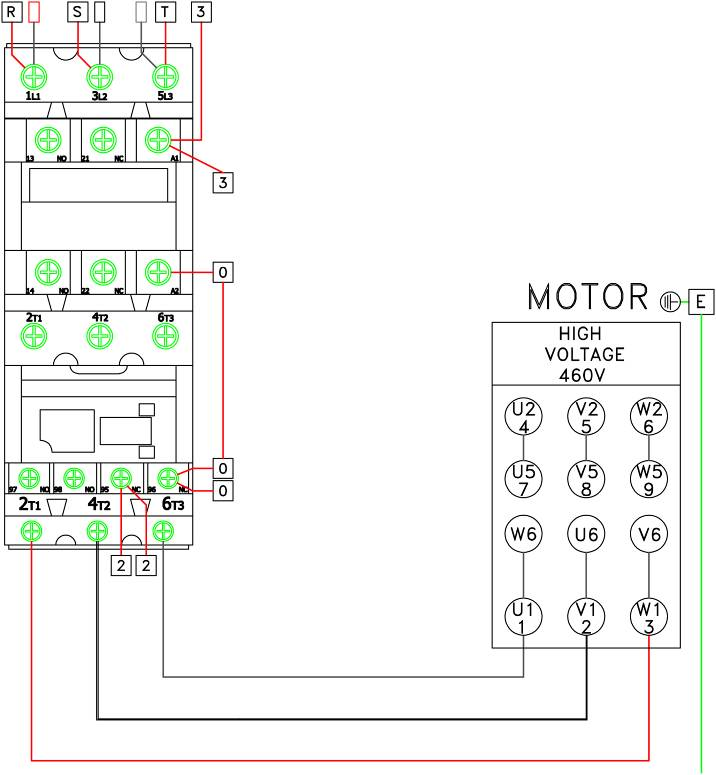 R S T 3
1L1 3L2 5L3
13 NO 21 NC A1
3
14 NO 22 NC A2
0
2T1 4T2 6T3
MOTOR E
HIGH
VOLTAGE
460V
U2 V2 W2
4 5 6
U5 V5 W5
7 8 9
0
97 NO 98 NO 95 NC 96 NC
0
2T1 4T2 6T3
W6 U6 V6
2 2
U1 V1 W1
1 2 3